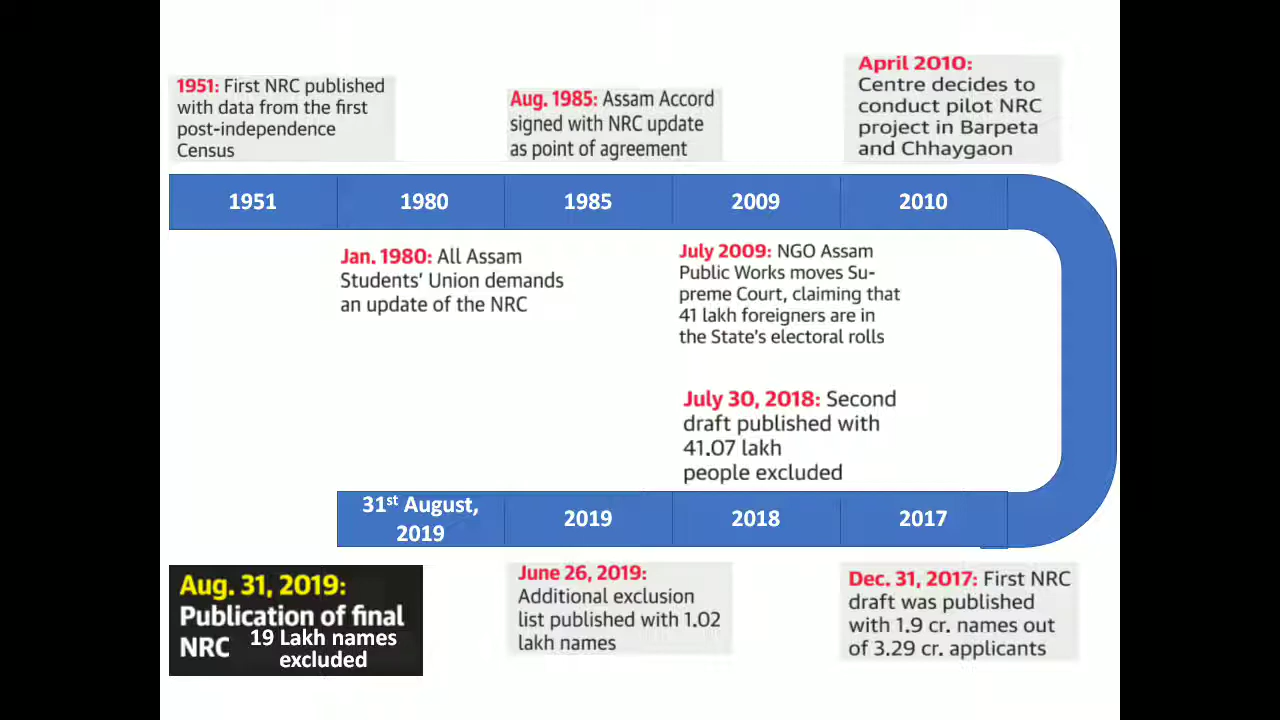 1951: First NRC published
with data from the first
post-independence
Census
Aug. 1985: Assam Accord
signed with NRC update
as point of agreement
April 2010:
Centre decides to
conduct pilot NRC
project in Barpeta
and Chhaygaon
1951
1980
1985
2009
2010
Jan. 1980: All Assam
Students' Union demands
an update of the NRC
July 2009: NGO Assam
Public Works moves Su-
preme Court, claiming that
41 lakh foreigners are in
the State's electoral rolls
July 30, 2018: Second
draft published with
41.07 lakh
people excluded
31st August,
2019
2019
2018
2017
Aug. 31, 2019:
Publication of final
NRC
19 Lakh names
excluded
June 26, 2019:
Additional exclusion
list published with 1.02
lakh names
Dec. 31, 2017: First NRC
draft was published
with 1.9 cr. names out
of 3.29 cr. applicants